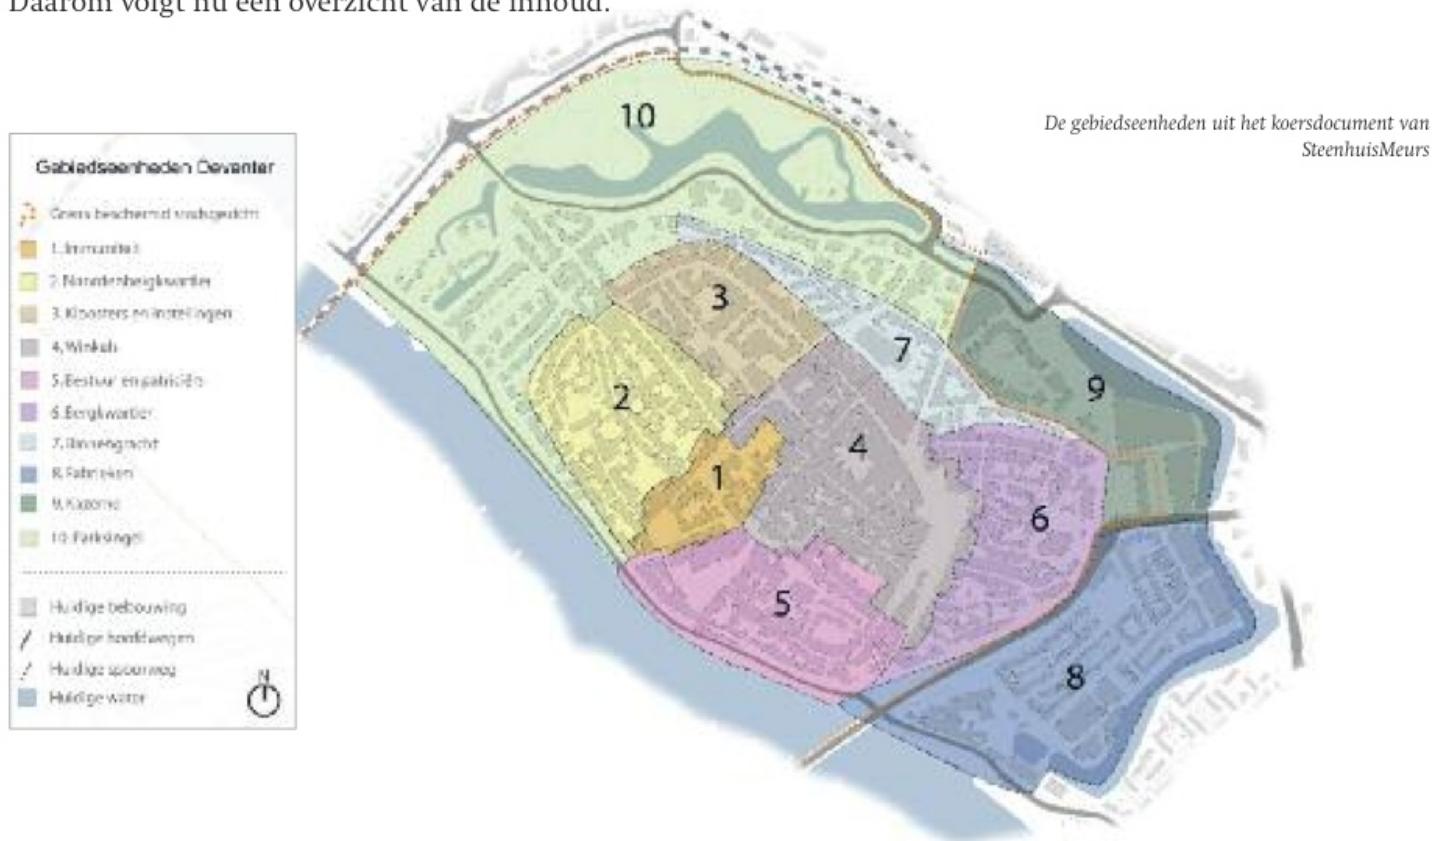 Daarom volgt nu een overzicht van de inhoud.
De gebiedseenheden uit het koersdocument van
SteenhuisMeurs
Gebiedseenheden Deventer
Grens beschermd stadsgezicht
1. Immuniteit
2. Noordenbergkwartier
3. Kloosters en instellingen
4. Winkels
5. Bestuur en patriciërs
6. Bergkwartier
7. Binnengracht
8. Fabrieken
9. Kazerne
10. Parksingel
Huidige bebouwing
Huidige hoofdwegen
Huidige spoorweg
Huidige water
N
10
3
7
9
2
4
1
6
5
8